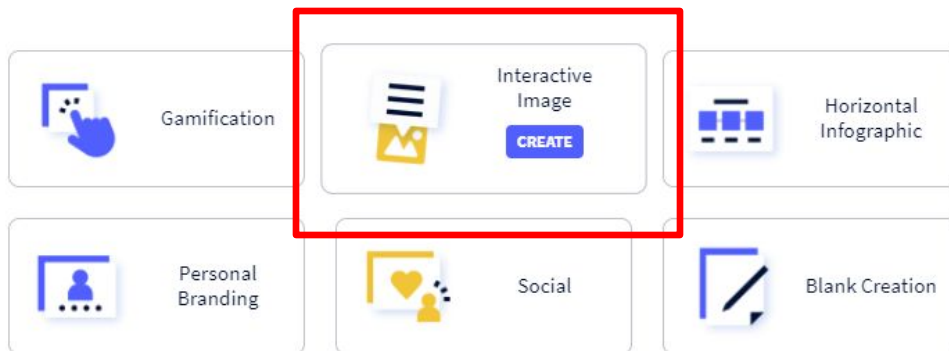 Gamification
Interactive
Image
CREATE
Horizontal
Infographic
Personal
Branding
Social
Blank Creation